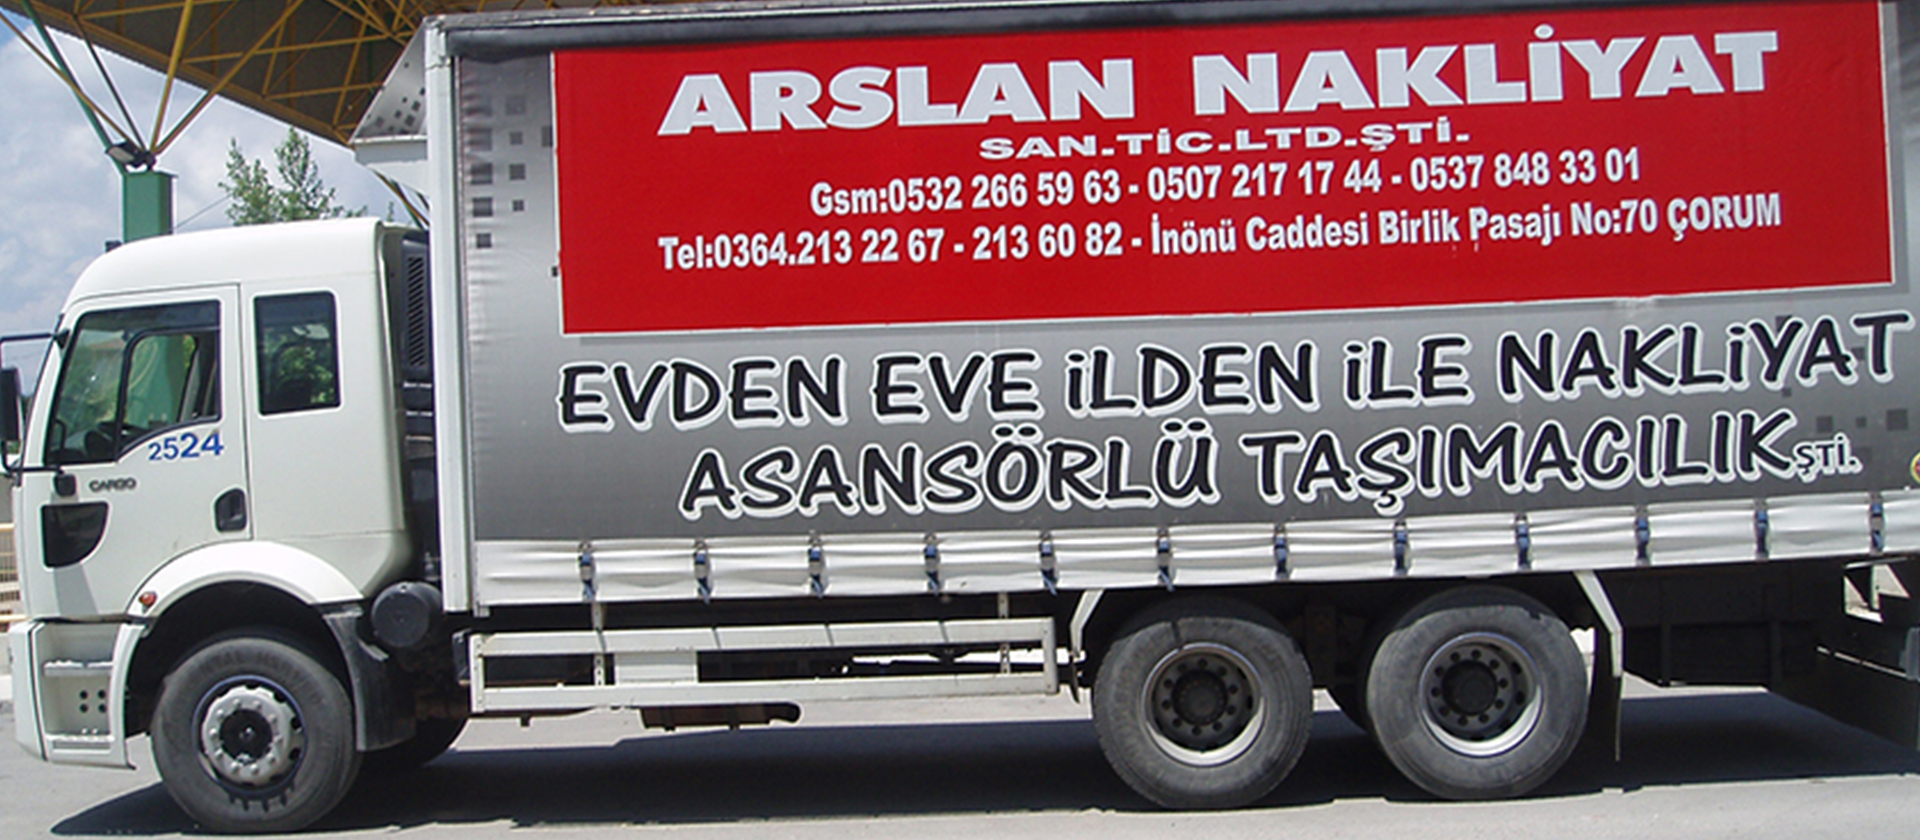 ARSLAN NAKLİYAT
SAN.TİC.LTD.ŞTİ.
Gsm:0532 266 59 63 - 0507 217 17 44 - 0537 848 33 01
Tel:0364.213 22 67 - 213 60 82 - İnönü Caddesi Birlik Pasajı No:70 ÇORUM
EVDEN EVE İLDEN İLE NAKLİYAT
ASANSÖRLÜ TAŞIMACILIK ŞTİ.
2524
CARGO